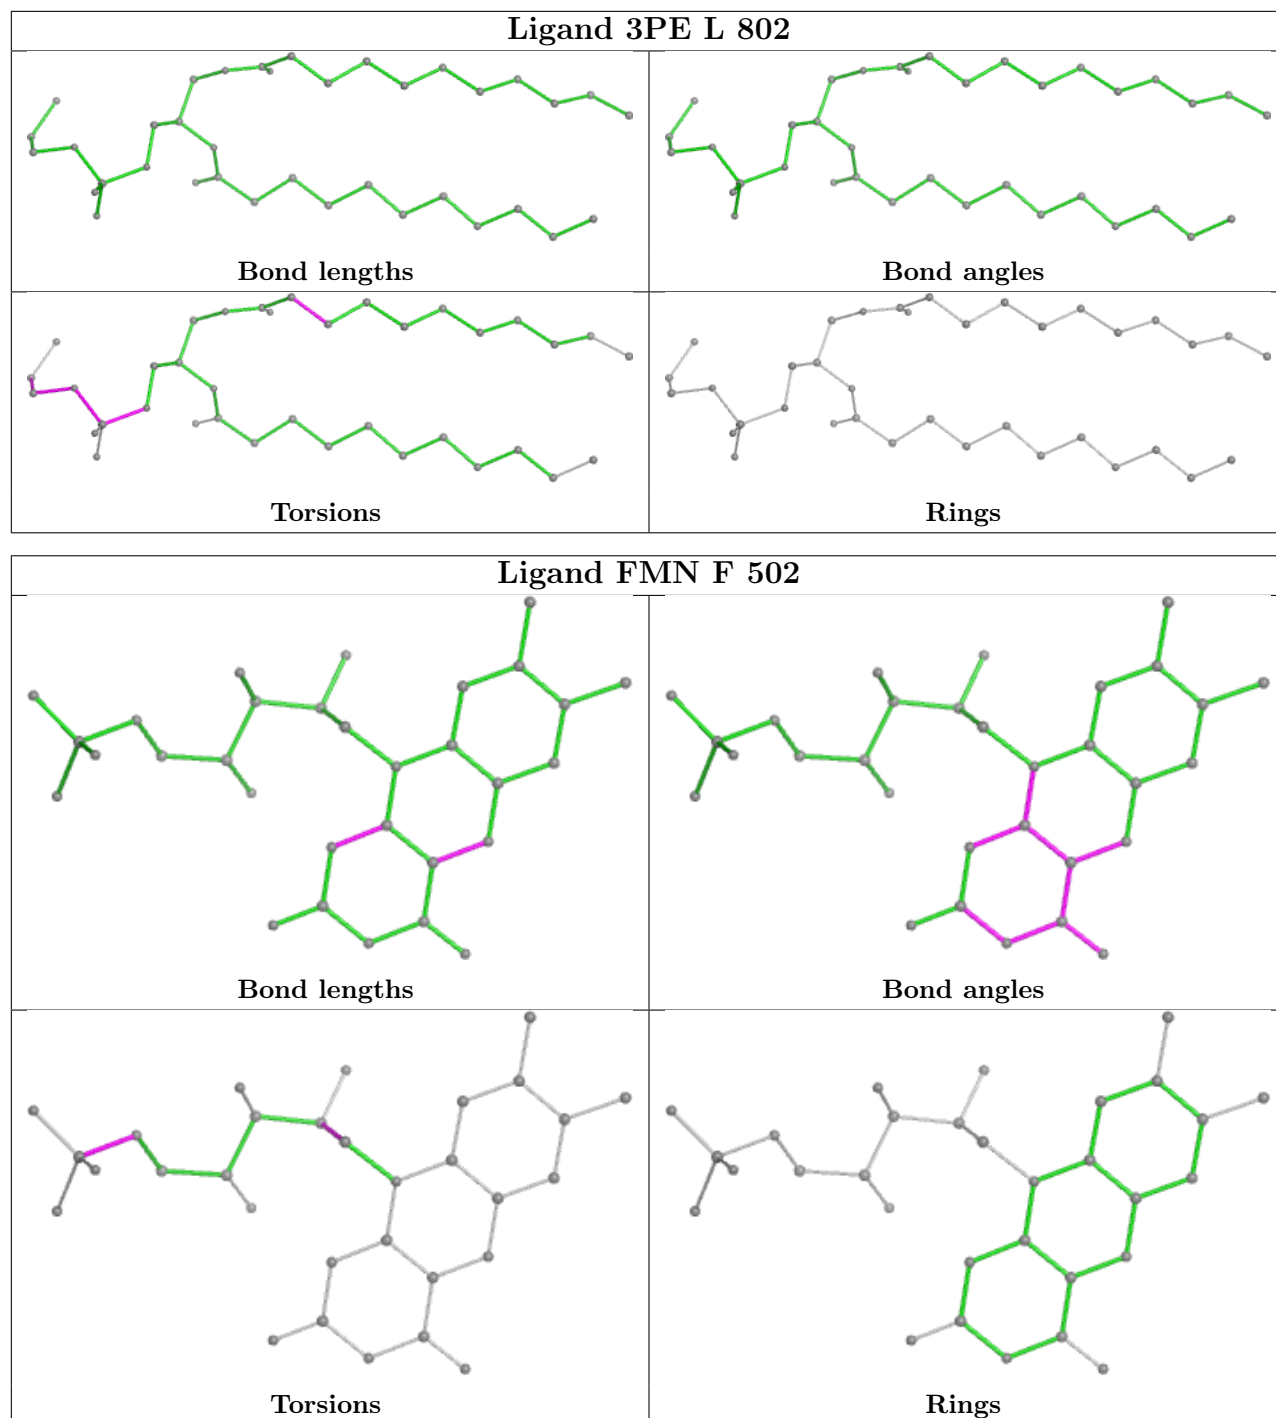 Ligand 3PE L 802
Bond lengths
Bond angles
Torsions
Rings
Ligand FMN F 502
Bond lengths
Bond angles
Torsions
Rings